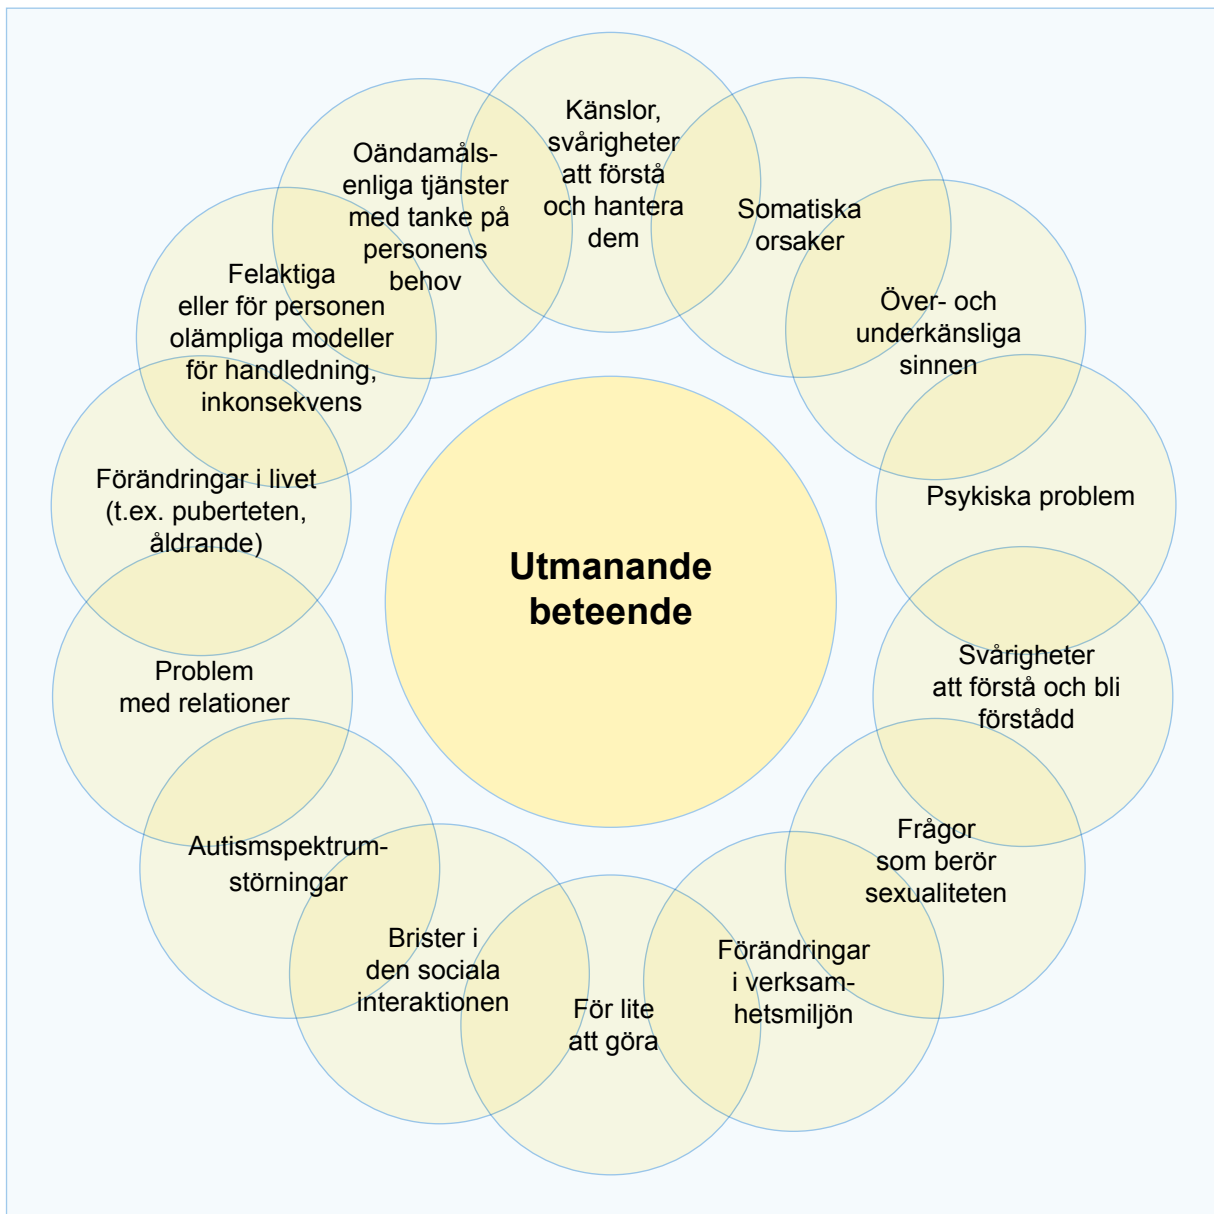 Känslor,
svårigheter
att förstå
och hantera
dem
Somatiska
orsaker
Över- och
underkänsliga
sinnen
Psykiska problem
Svårigheter
att förstå och bli
förstådd
Frågor
som berör
sexualiteten
Förändringar
i verksam-
hetsmiljön
För lite
att göra
Brister i
den sociala
interaktionen
Autismspektrum-
störningar
Problem
med relationer
Förändringar i livet
(t.ex. puberteten,
åldrande)
Felaktiga
eller för personen
olämpliga modeller
för handledning,
inkonsekvens
Oändamåls-
enliga tjänster
med tanke på
personens
behov
Utmanande
beteende